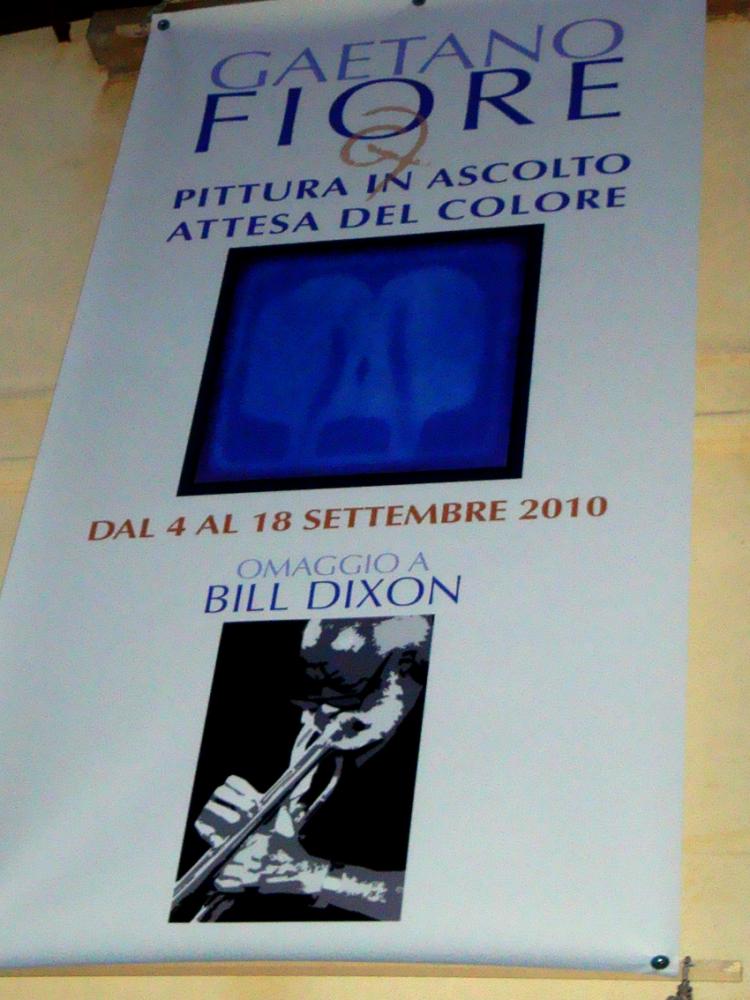 GAETANO
FIORE
PITTURA IN ASCOLTO
ATTESA DEL COLORE
DAL 4 AL 18 SETTEMBRE 2010
OMAGGIO A
BILL DIXON